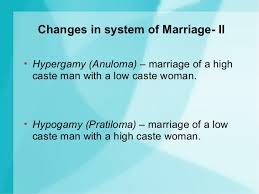 Changes in system of Marriage- II
• Hypergamy (Anuloma) – marriage of a high
caste man with a low caste woman.
• Hypogamy (Pratiloma) – marriage of a low
caste man with a high caste woman.